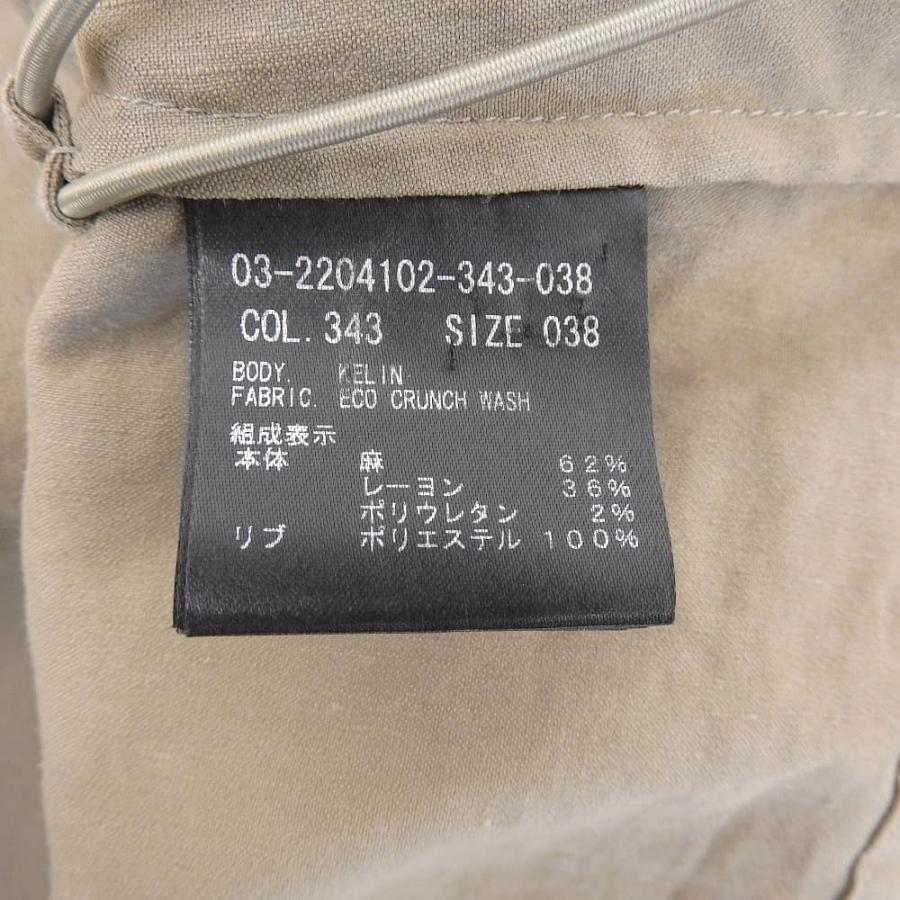 03-2204102-343-038
COL. 343 SIZE 038
BODY. KELIN
FABRIC. ECO CRUNCH WASH
組成表示
本体 麻 62%
レーヨン 36%
ポリウレタン 2%
リブ ポリエステル 100%